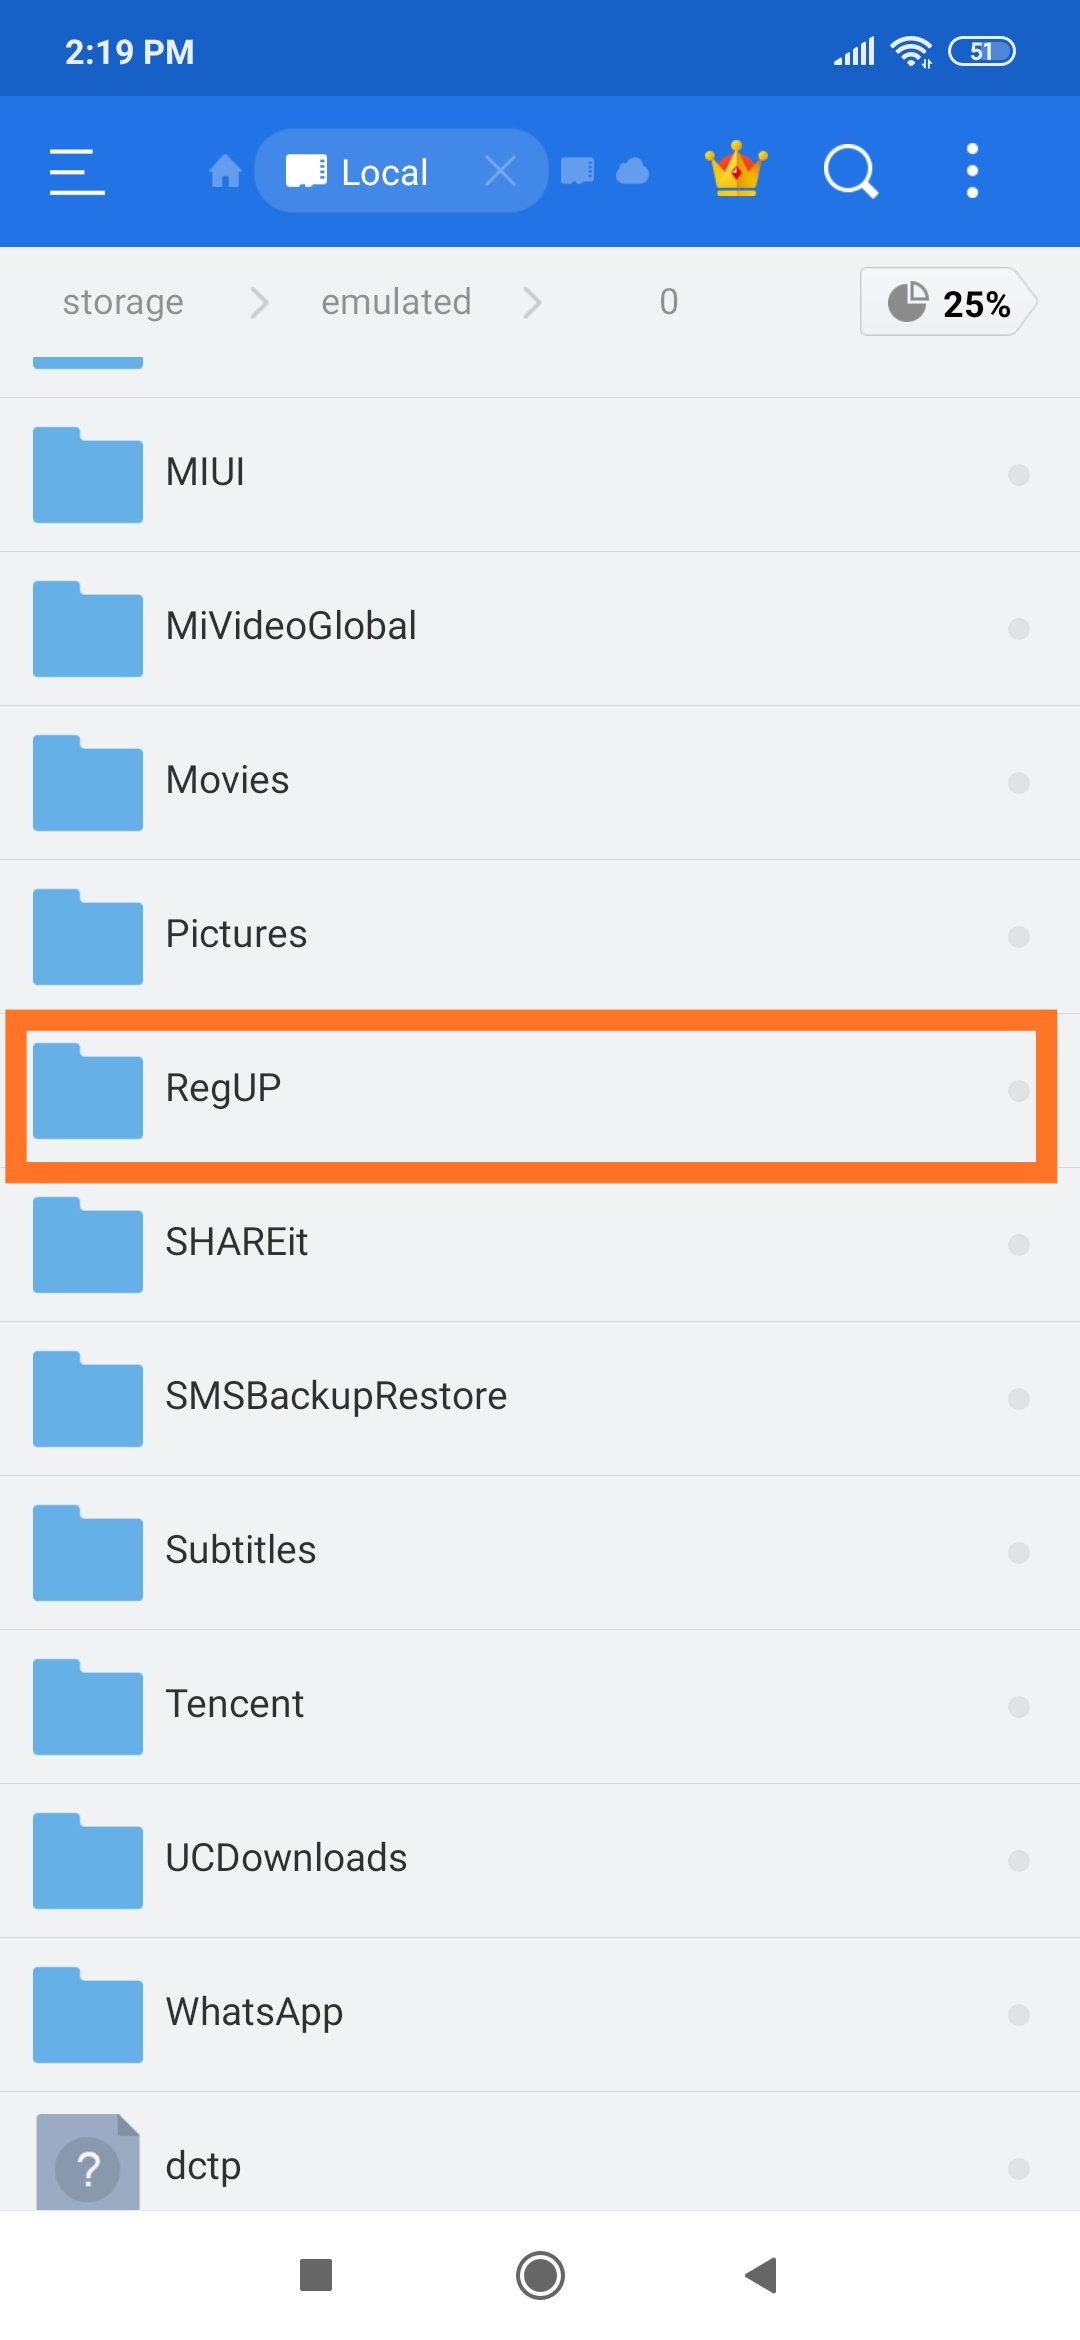 2:19 PM
51
Local
storage
emulated
0
25%
MIUI
MiVideoGlobal
Movies
Pictures
RegUP
SHAREit
SMSBackupRestore
Subtitles
Tencent
UCDownloads
WhatsApp
?
dctp